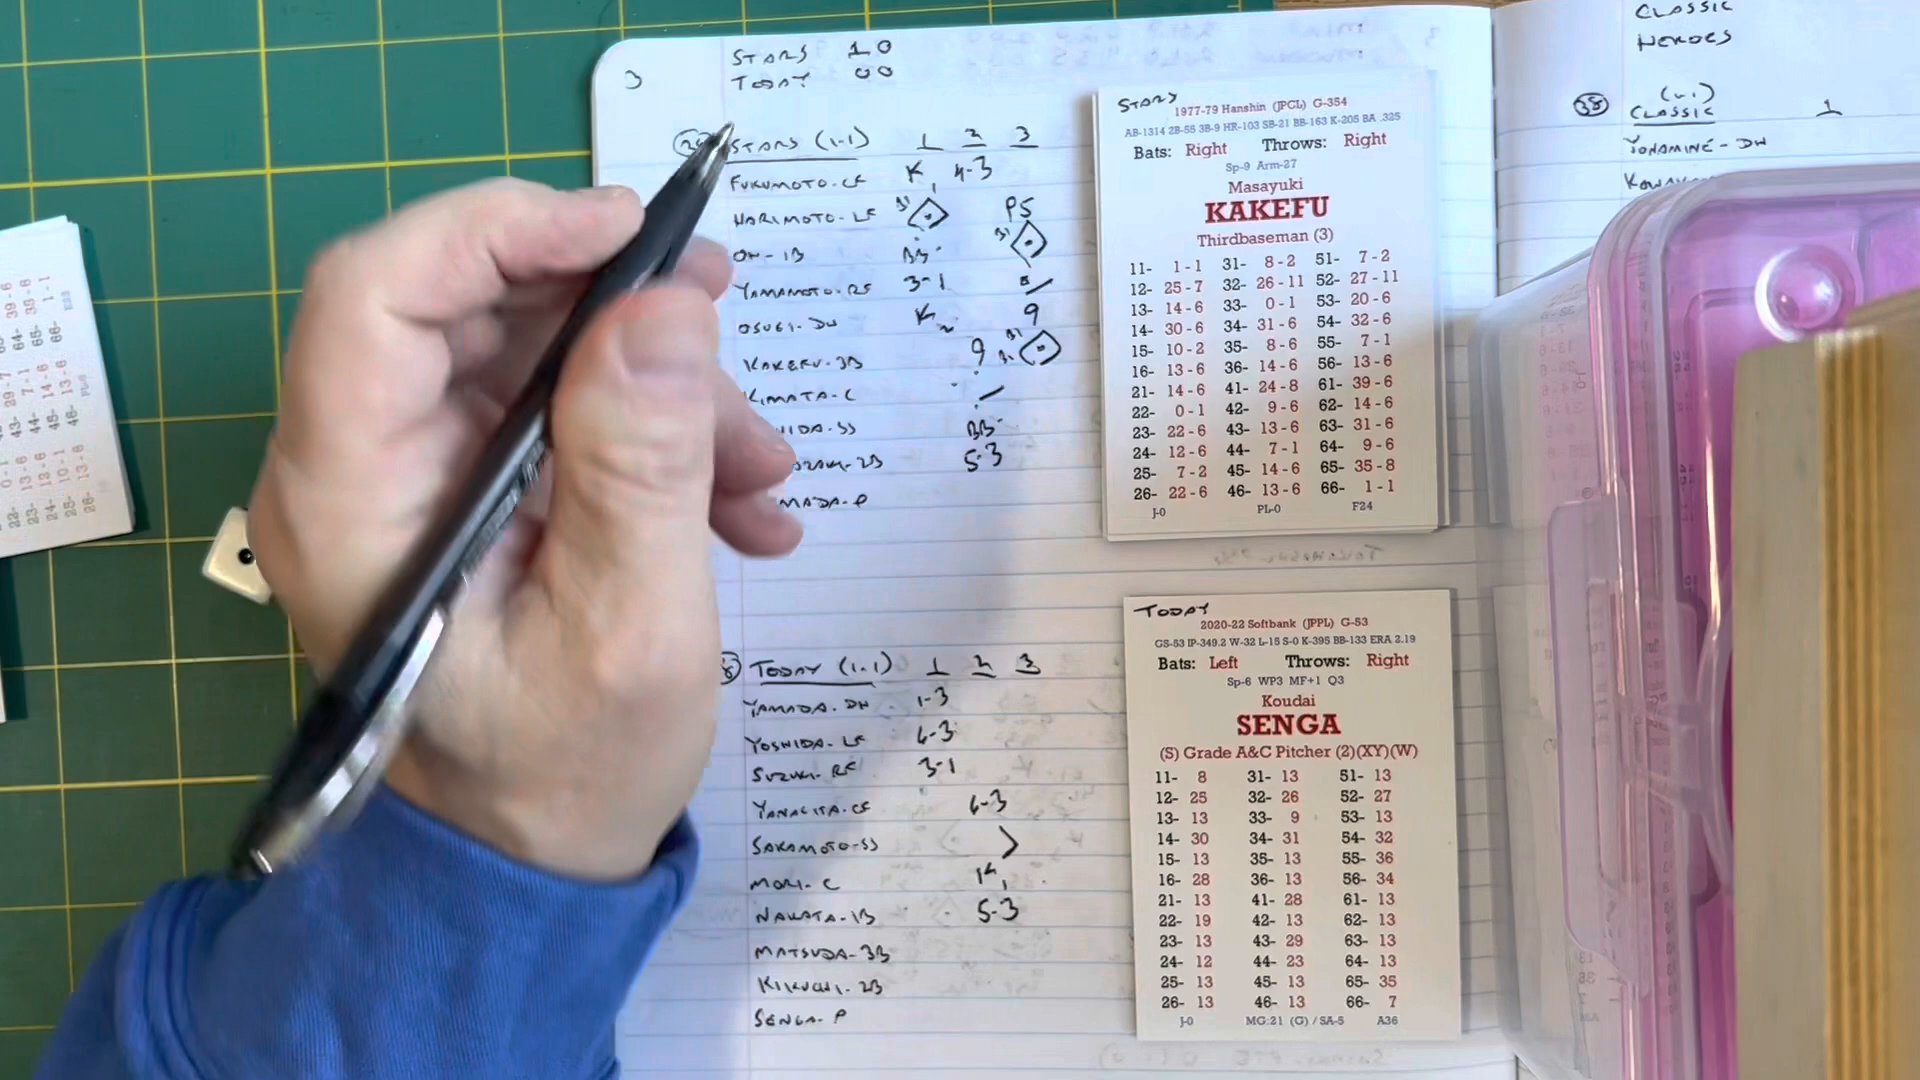 3
STARS 1 0
TODAY 0 0
STARS (1-1) 1 2 3
FUKUMOTO-CF K 4-3
HARIMOTO-LF
OH-1B BB
YAMAMOTO-RF 3-1
OSUGI-DH K 9
KAKEFU-3B 9
KIMATA-C
BB
5-3
STARS
1977-79 Hanshin (JPCL) G-354
AB-1314 2B-55 3B-9 HR-103 SB-21 BB-163 K-205 BA .325
Bats: Right Throws: Right
Sp-9 Arm-27
Masayuki
KAKEFU
Thirdbaseman (3)
11- 1-1 31- 8-2 51- 7-2
12- 25-7 32- 26-11 52- 27-11
13- 14-6 33- 0-1 53- 20-6
14- 30-6 34- 31-6 54- 32-6
15- 10-2 35- 8-6 55- 7-1
16- 13-6 36- 14-6 56- 13-6
21- 14-6 41- 24-8 61- 39-6
22- 0-1 42- 9-6 62- 14-6
23- 22-6 43- 13-6 63- 31-6
24- 12-6 44- 7-1 64- 9-6
25- 7-2 45- 14-6 65- 35-8
26- 22-6 46- 13-6 66- 1-1
J-0 PL-0 F24
TODAY (1-1) 1 2 3
YAMADA-DH 1-3
YOSHIDA-LF 6-3
SUZUKI-RF 3-1
YANAGITA-CF 6-3
SAKAMOTO-SS
MORI-C K
NAKATA-1B 5-3
MATSUDA-3B
KIKUCHI-2B
SENGA-P
TODAY
2020-22 Softbank (JPPL) G-53
GS-53 IP-349.2 W-32 L-15 S-0 K-395 BB-133 ERA 2.19
Bats: Left Throws: Right
Sp-6 WP3 MF+1 Q3
Koudai
SENGA
(S) Grade A&C Pitcher (2)(XY)(W)
11- 8 31- 13 51- 13
12- 25 32- 26 52- 27
13- 13 33- 9 53- 13
14- 30 34- 31 54- 32
15- 13 35- 13 55- 36
16- 28 36- 13 56- 34
21- 13 41- 28 61- 13
22- 19 42- 13 62- 13
23- 13 43- 29 63- 13
24- 12 44- 23 64- 13
25- 13 45- 13 65- 35
26- 13 46- 13 66- 7
J-0 MG:21 (G) / SA-5 A36
CLASSIC
HEROES
38 CLASSIC 1
YONAMINE-DH